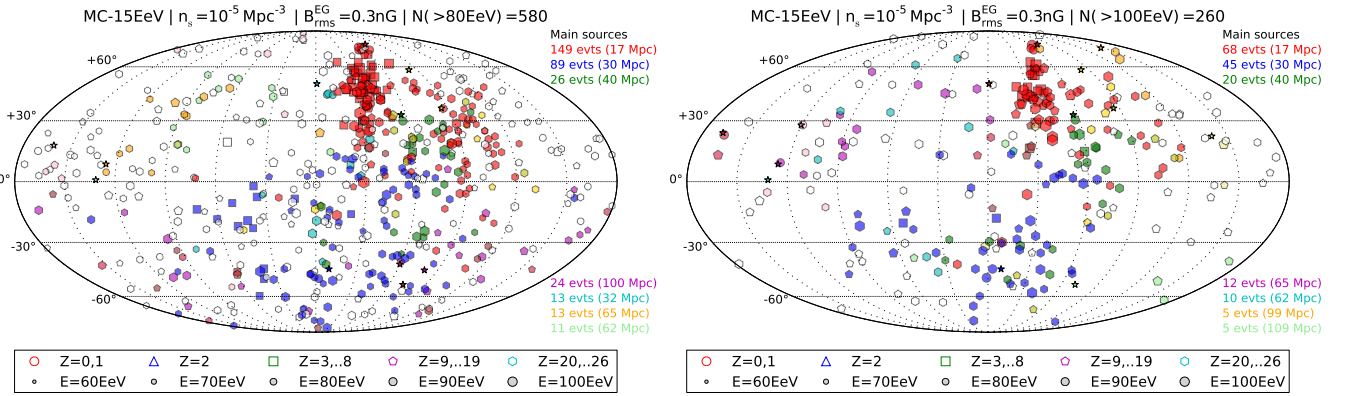 MC-15EeV | n_s=10^-5 Mpc^-3 | B_rms^EG=0.3nG | N( >80EeV)=580
Main sources
149 evts (17 Mpc)
89 evts (30 Mpc)
26 evts (40 Mpc)
+60°
+30°
0°
-30°
-60°
24 evts (100 Mpc)
13 evts (32 Mpc)
13 evts (65 Mpc)
11 evts (62 Mpc)
Z=0,1 Z=2 Z=3,..8 Z=9,..19 Z=20,..26
E=60EeV E=70EeV E=80EeV E=90EeV E=100EeV
MC-15EeV | n_s=10^-5 Mpc^-3 | B_rms^EG=0.3nG | N( >100EeV)=260
Main sources
68 evts (17 Mpc)
45 evts (30 Mpc)
20 evts (40 Mpc)
+60°
+30°
0°
-30°
-60°
12 evts (65 Mpc)
10 evts (62 Mpc)
5 evts (99 Mpc)
5 evts (109 Mpc)
Z=0,1 Z=2 Z=3,..8 Z=9,..19 Z=20,..26
E=60EeV E=70EeV E=80EeV E=90EeV E=100EeV